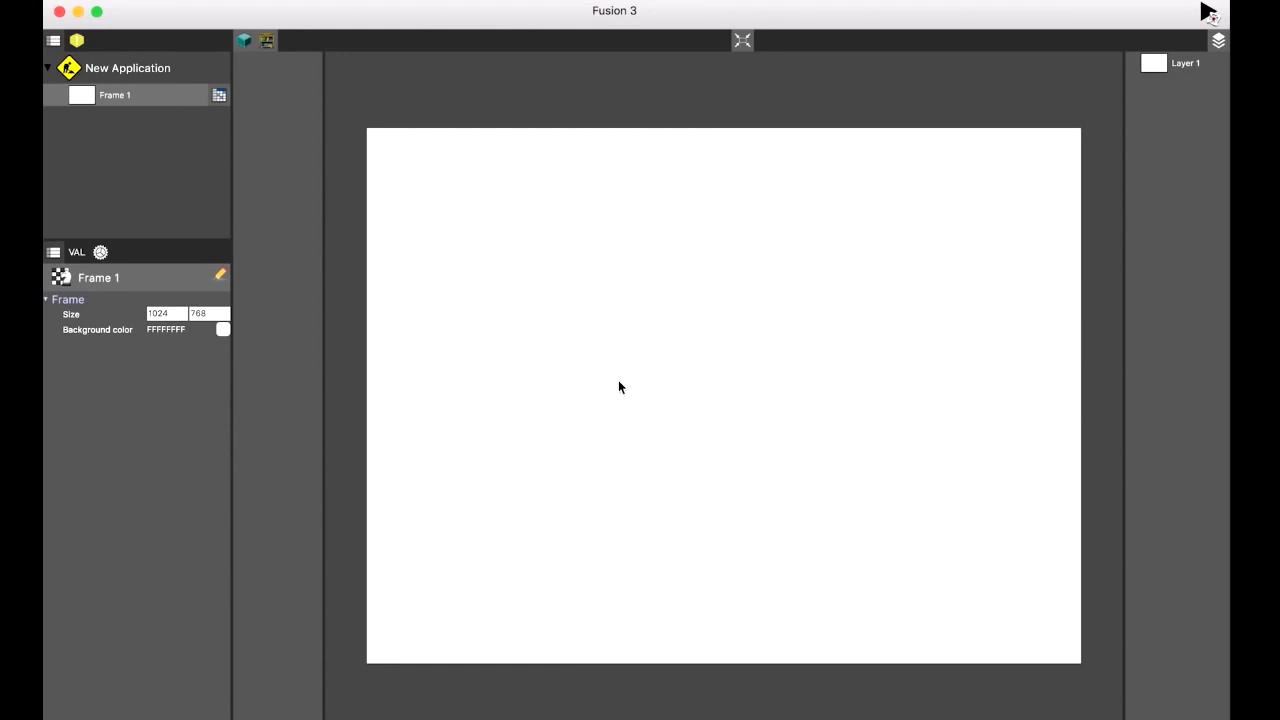 Fusion 3
New Application
Frame 1
Layer 1
VAL
Frame 1
Frame
Size 1024 768
Background color FFFFFFFF